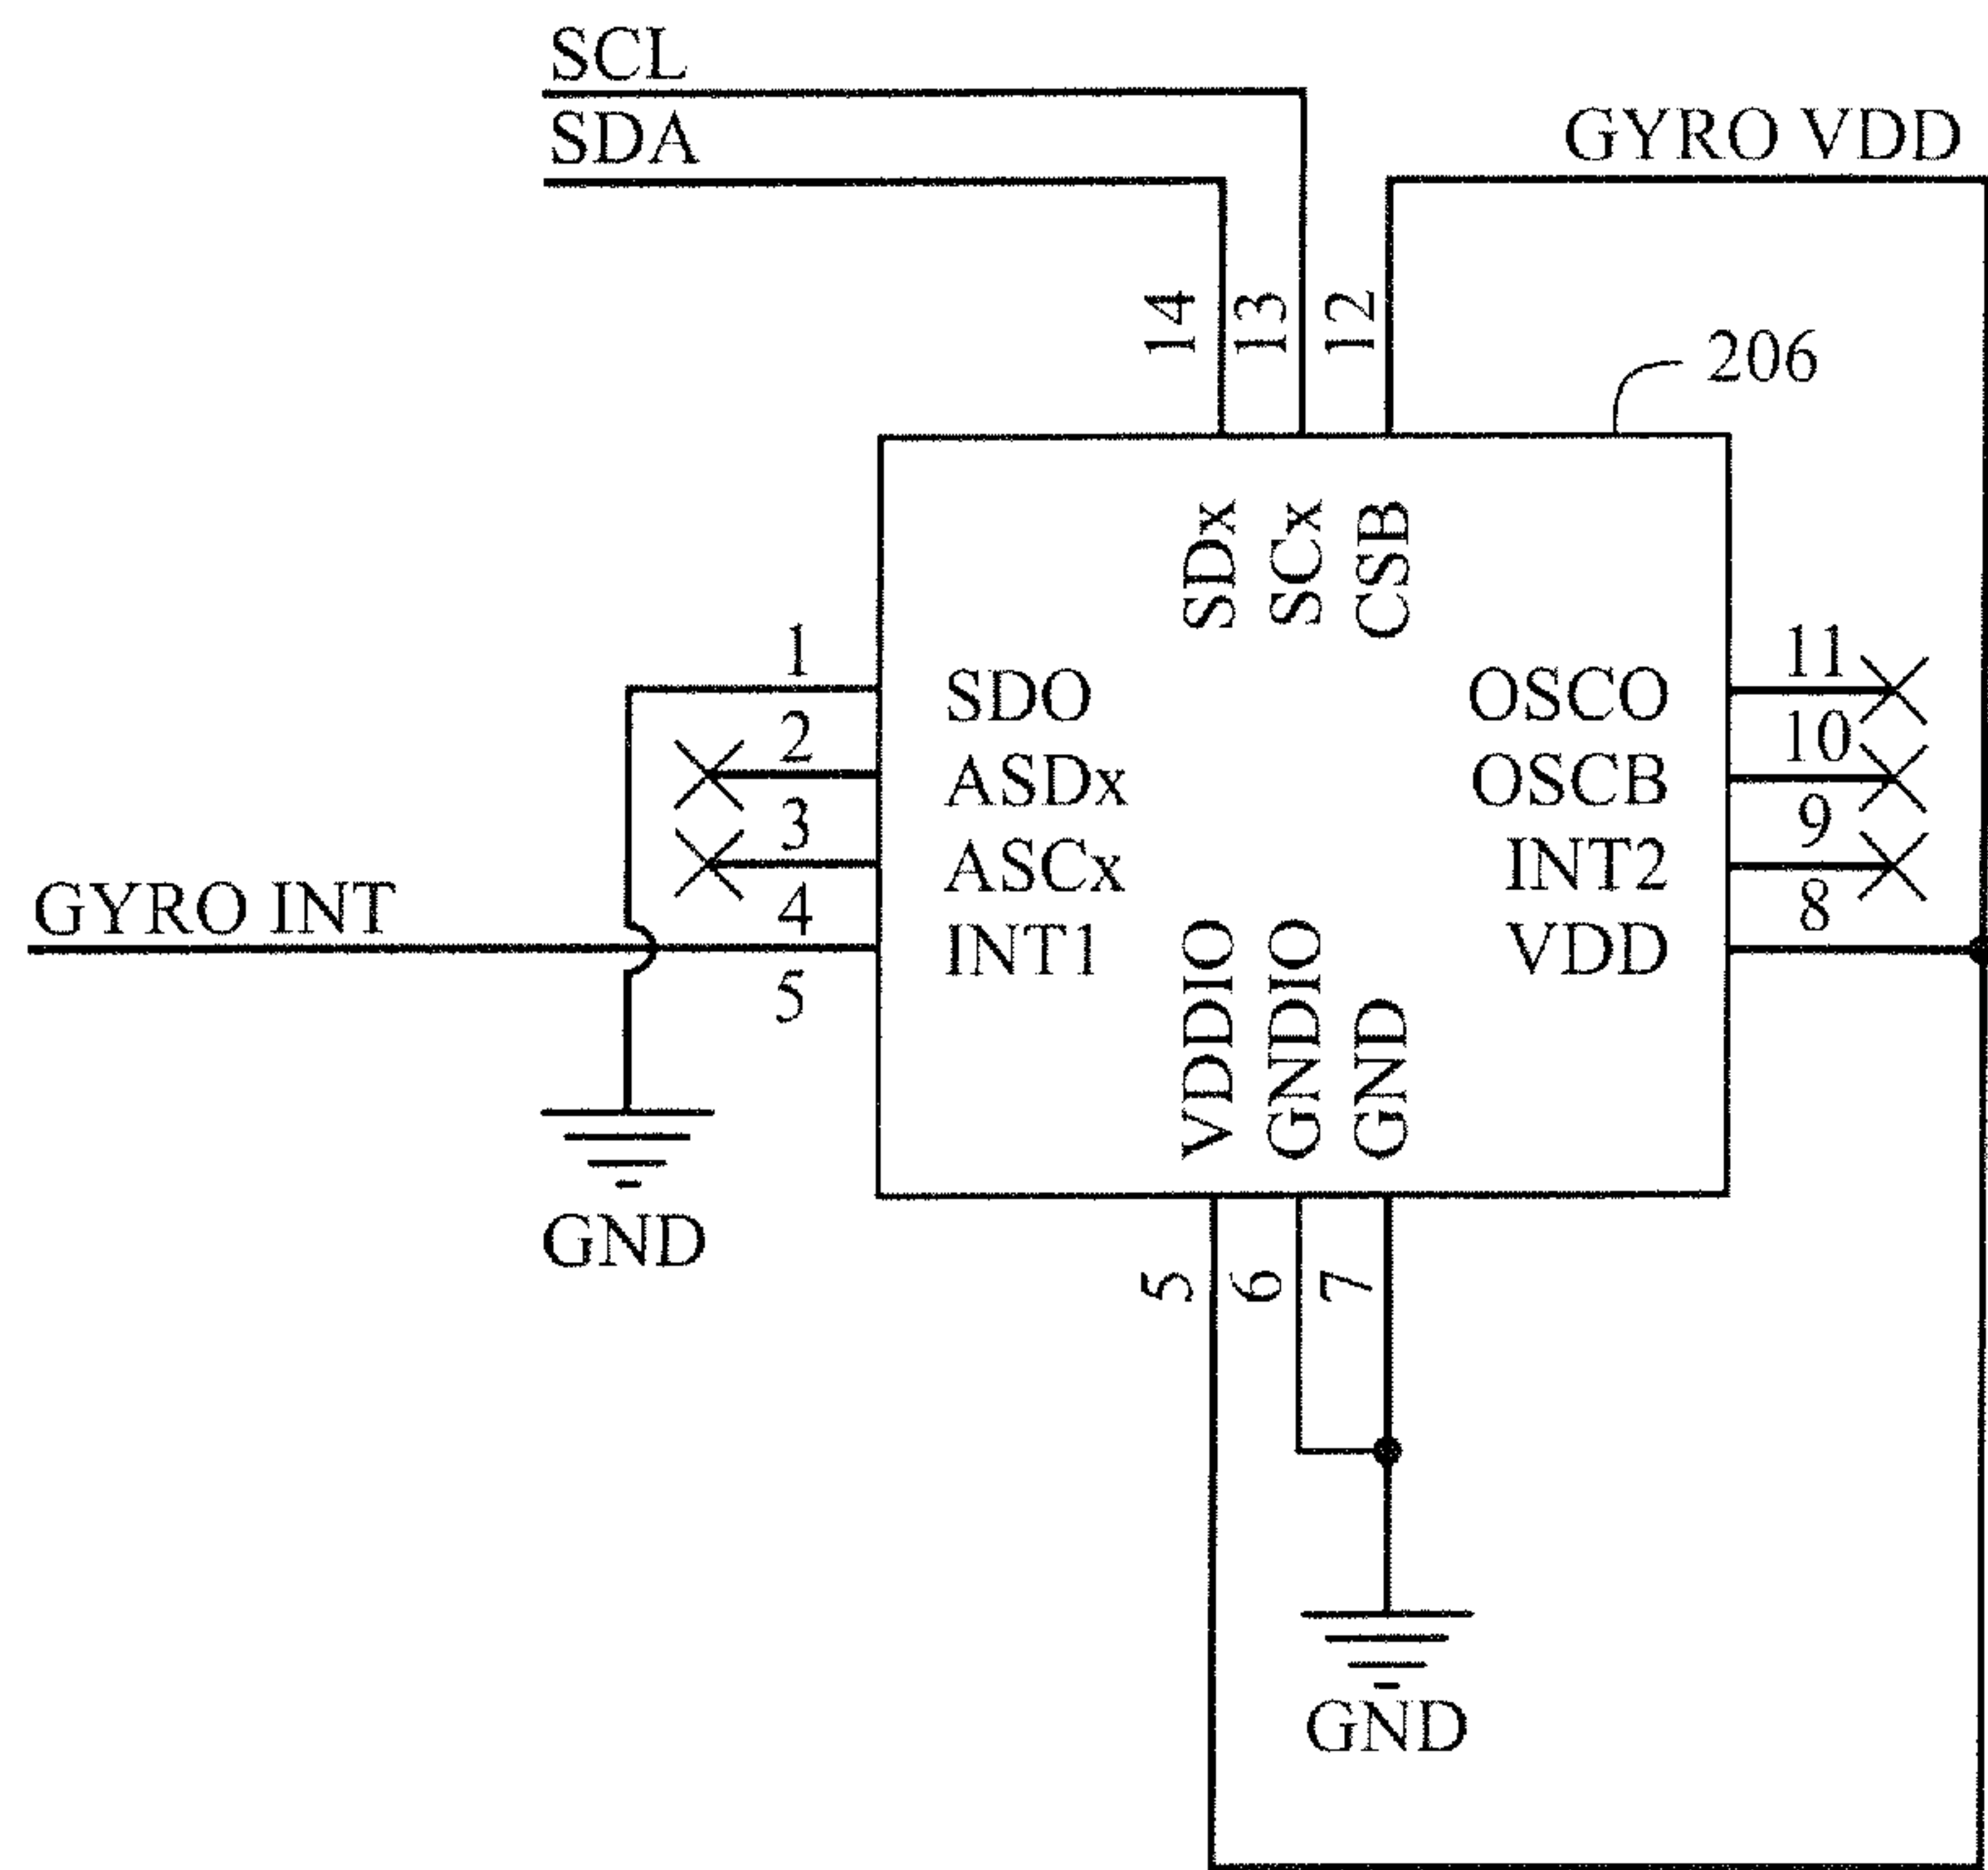 SCL
SDA
GYRO VDD
14
13
12
206
SDx
SCx
CSB
1
SDO
OSCO
11
2
ASDx
OSCB
10
3
ASCx
INT2
9
GYRO INT
4
INT1
VDD
8
5
VDDIO
GNDIO
GND
GND
5
6
7
GND